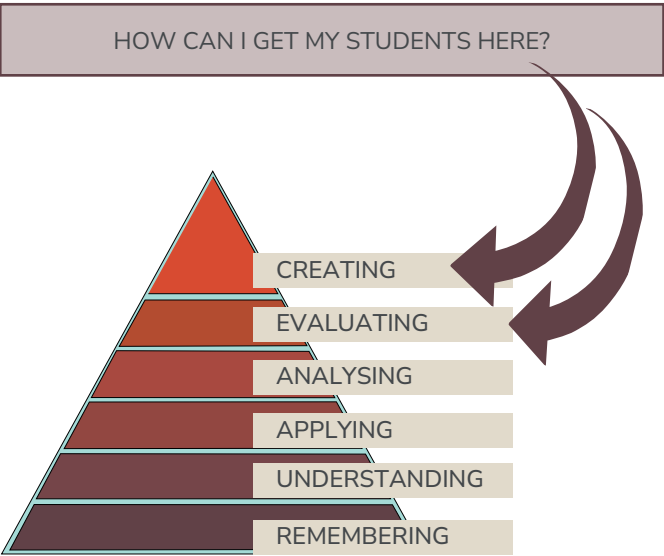 HOW CAN I GET MY STUDENTS HERE?
CREATING
EVALUATING
ANALYSING
APPLYING
UNDERSTANDING
REMEMBERING